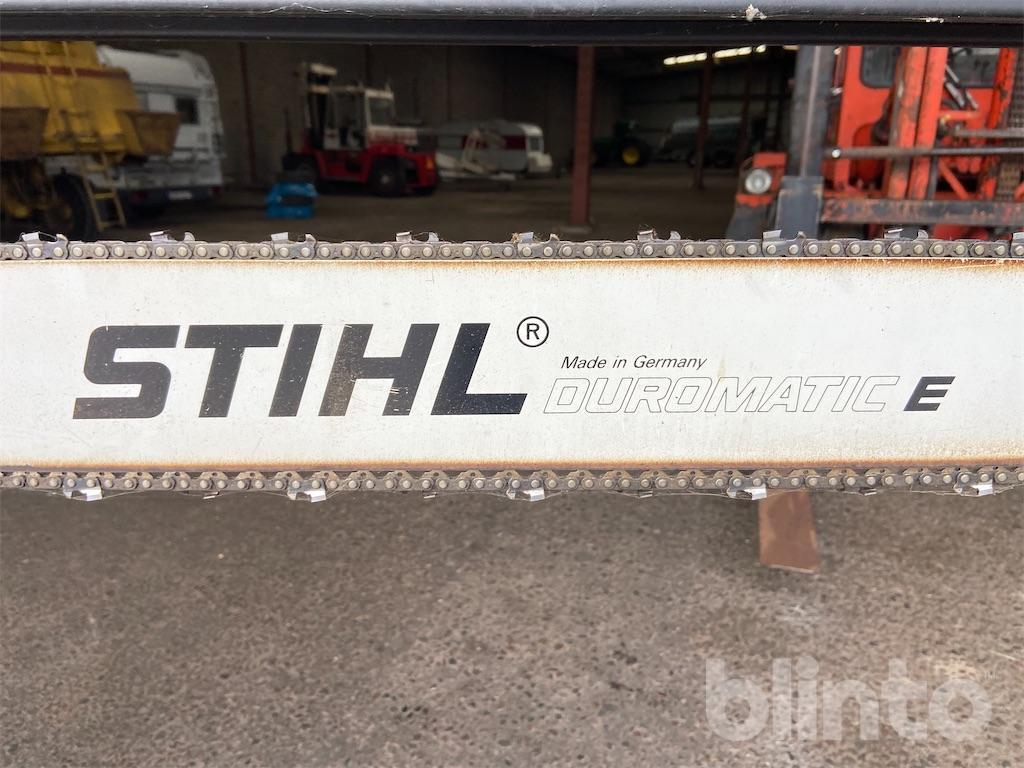 STIHL®
Made in Germany
DUROMATIC E
blinto